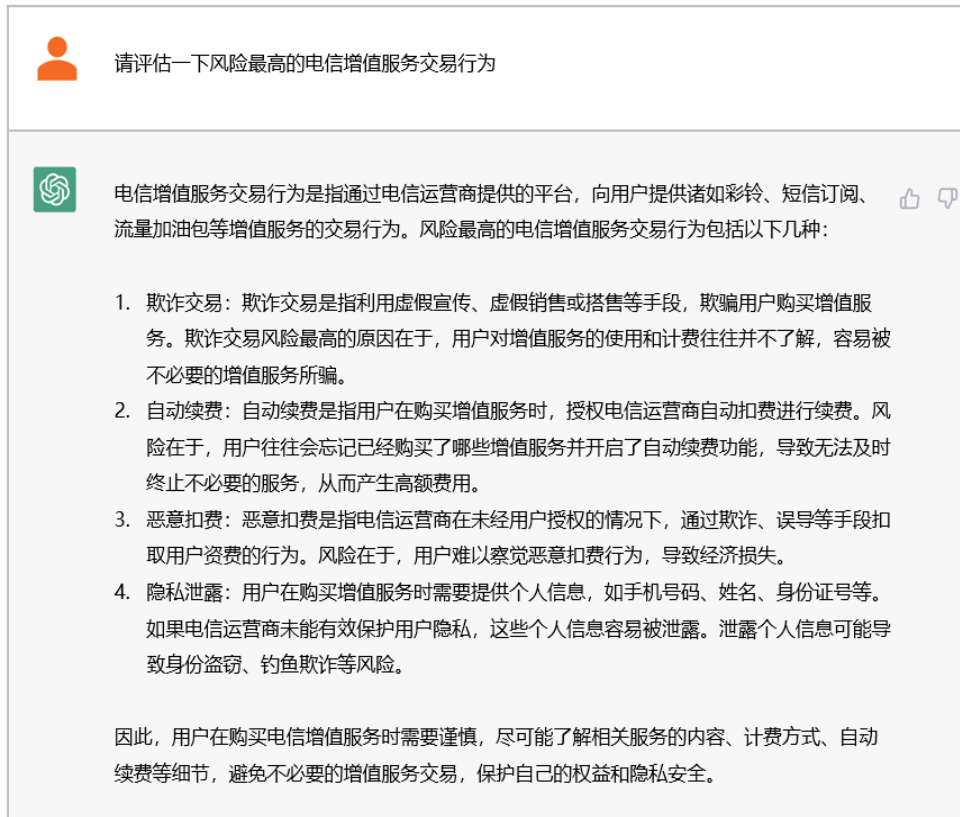 请评估一下风险最高的电信增值服务交易行为
电信增值服务交易行为是指通过电信运营商提供的平台，向用户提供诸如彩铃、短信订阅、
流量加油包等增值服务的交易行为。风险最高的电信增值服务交易行为包括以下几种：
1. 欺诈交易：欺诈交易是指利用虚假宣传、虚假销售或搭售等手段，欺骗用户购买增值服
务。欺诈交易风险最高的原因在于，用户对增值服务的使用和计费往往并不了解，容易被
不必要的增值服务所骗。
2. 自动续费：自动续费是指用户在购买增值服务时，授权电信运营商自动扣费进行续费。风
险在于，用户往往会忘记已经购买了哪些增值服务并开启了自动续费功能，导致无法及时
终止不必要的服务，从而产生高额费用。
3. 恶意扣费：恶意扣费是指电信运营商在未经用户授权的情况下，通过欺诈、误导等手段扣
取用户资费的行为。风险在于，用户难以察觉恶意扣费行为，导致经济损失。
4. 隐私泄露：用户在购买增值服务时需要提供个人信息，如手机号码、姓名、身份证号等。
如果电信运营商未能有效保护用户隐私，这些个人信息容易被泄露。泄露个人信息可能导
致身份盗窃、钓鱼欺诈等风险。
因此，用户在购买电信增值服务时需要谨慎，尽可能了解相关服务的内容、计费方式、自动
续费等细节，避免不必要的增值服务交易，保护自己的权益和隐私安全。